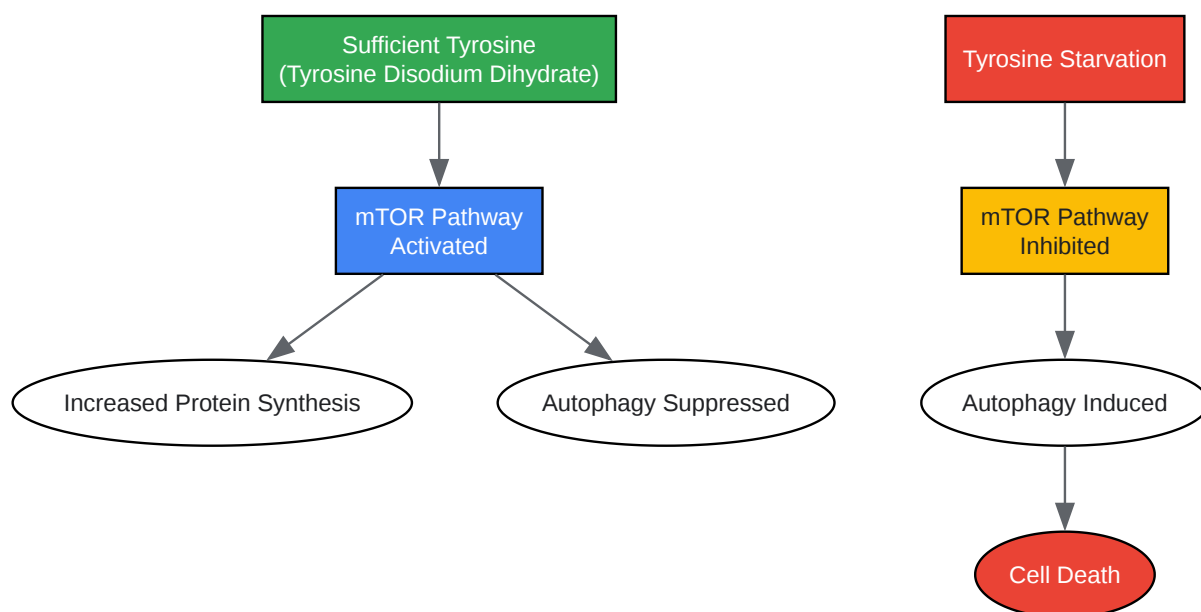 Sufficient Tyrosine
(Tyrosine Disodium Dihydrate)
Tyrosine Starvation
mTOR Pathway
Activated
mTOR Pathway
Inhibited
Increased Protein Synthesis
Autophagy Suppressed
Autophagy Induced
Cell Death